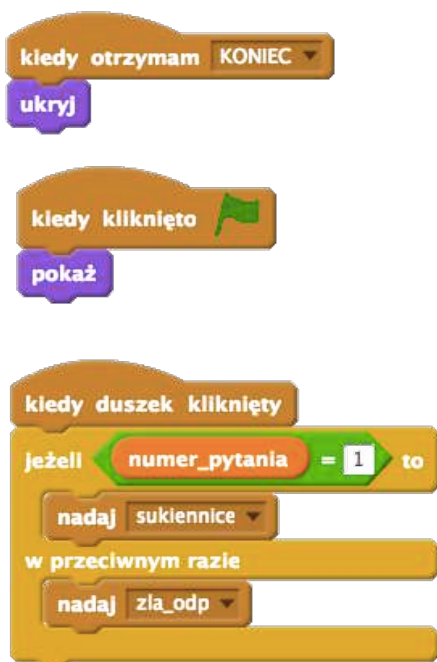 kiedy otrzymam KONIEC
ukryj
kiedy kliknięto
pokaż
kiedy duszek kliknięty
jeżeli numer_pytania = 1 to
nadaj sukiennice
w przeciwnym razie
nadaj zla_odp